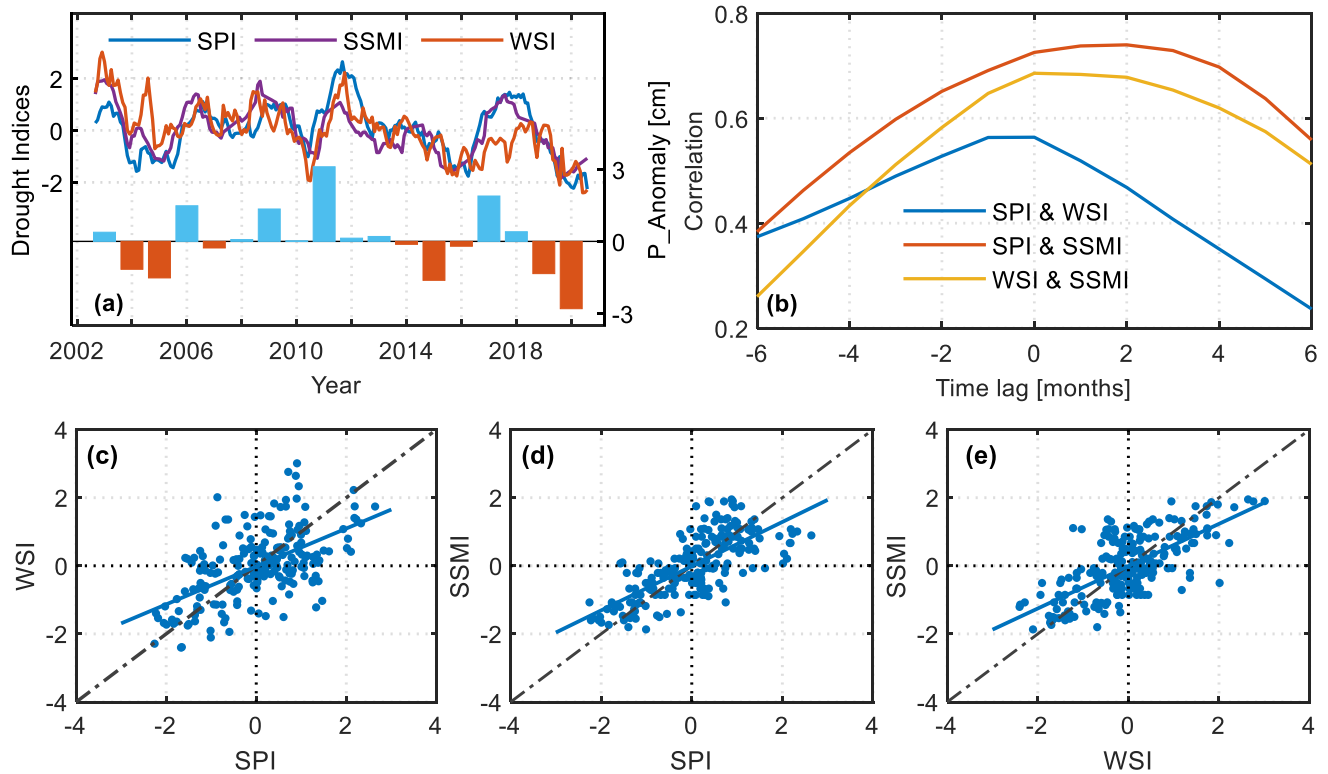 SPI SSMI WSI
Drought Indices
2
0
-2
3
0
-3
P_Anomaly [cm]
(a)
2002 2006 2010 2014 2018
Year
0.8
0.6
0.4
0.2
Correlation
SPI & WSI
SPI & SSMI
WSI & SSMI
(b)
-6 -4 -2 0 2 4 6
Time lag [months]
(c)
4
2
0
-2
-4
WSI
-4 -2 0 2 4
SPI
(d)
4
2
0
-2
-4
SSMI
-4 -2 0 2 4
SPI
(e)
4
2
0
-2
-4
SSMI
-4 -2 0 2 4
WSI